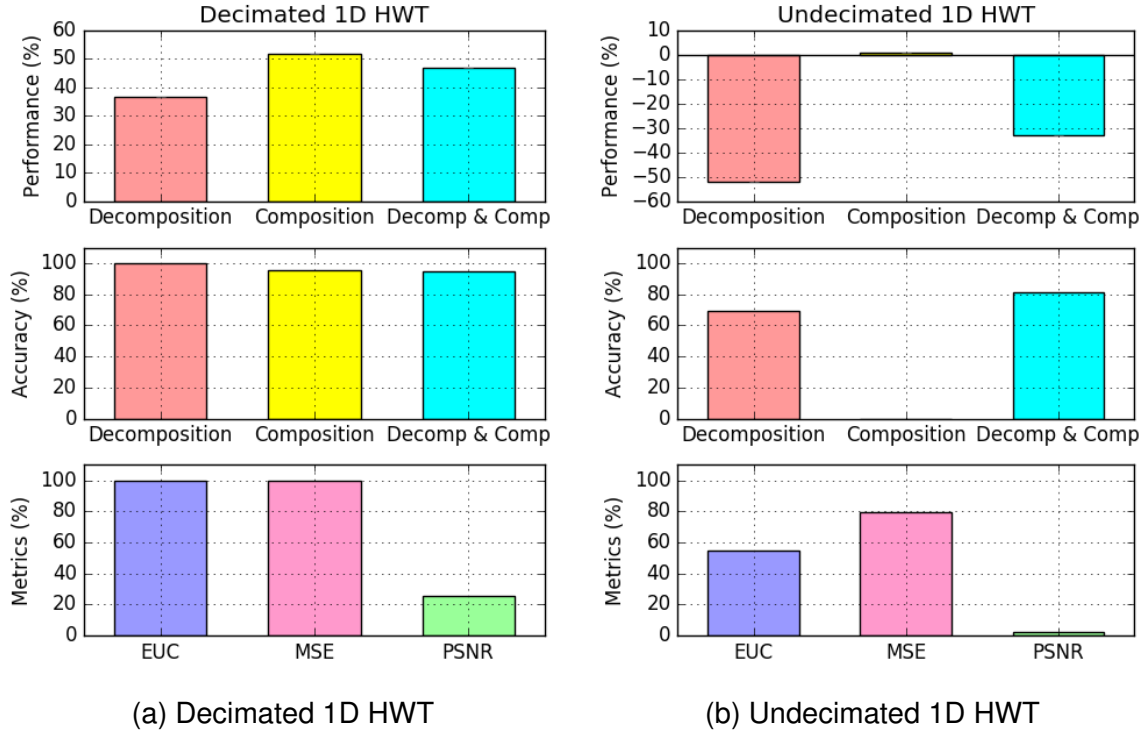 Decimated 1D HWT
Performance (%)
60
50
40
30
20
10
0
Decomposition Composition Decomp & Comp
Accuracy (%)
100
80
60
40
20
0
Decomposition Composition Decomp & Comp
Metrics (%)
100
80
60
40
20
0
EUC MSE PSNR
(a) Decimated 1D HWT
Undecimated 1D HWT
Performance (%)
10
0
−10
−20
−30
−40
−50
−60
Decomposition Composition Decomp & Comp
Accuracy (%)
100
80
60
40
20
0
Decomposition Composition Decomp & Comp
Metrics (%)
100
80
60
40
20
0
EUC MSE PSNR
(b) Undecimated 1D HWT